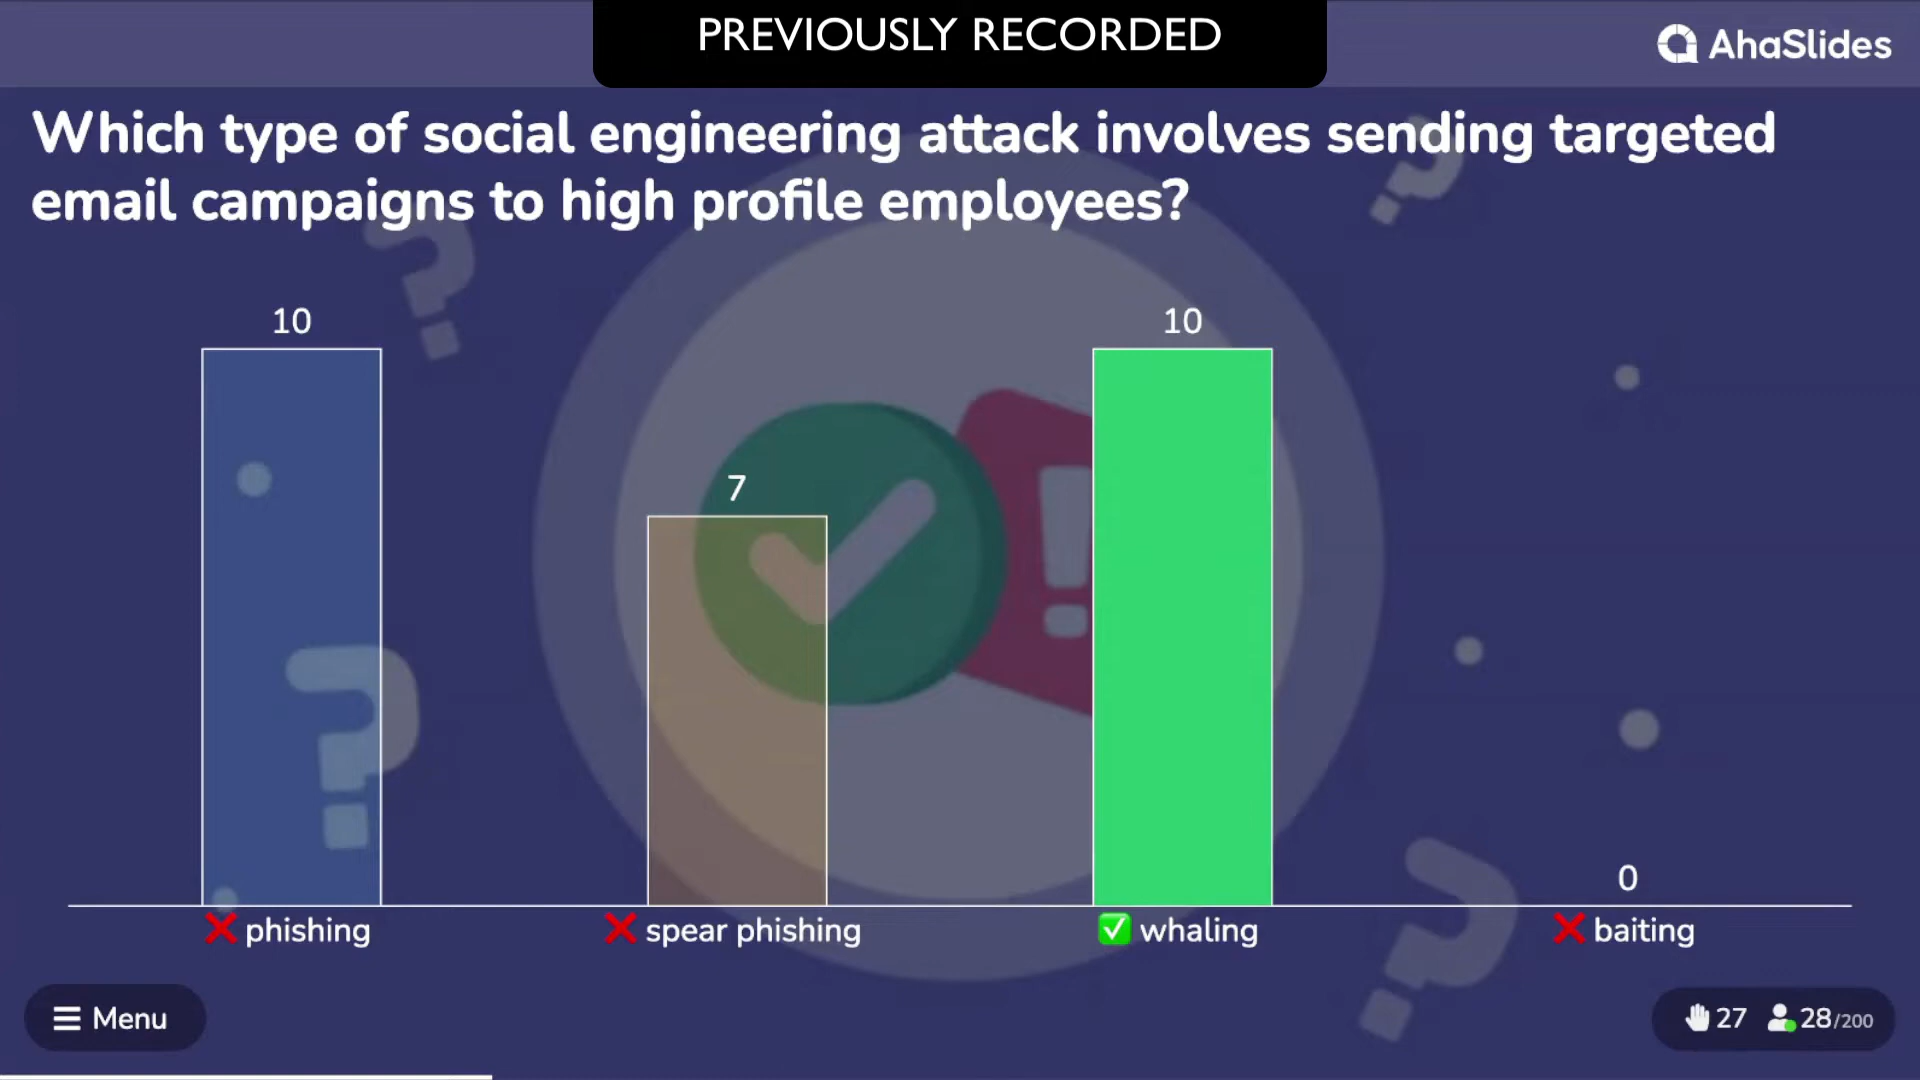 PREVIOUSLY RECORDED
AhaSlides
Which type of social engineering attack involves sending targeted
email campaigns to high profile employees?
10
7
10
0
❌ phishing
❌ spear phishing
✅ whaling
❌ baiting
Menu
27 28/200